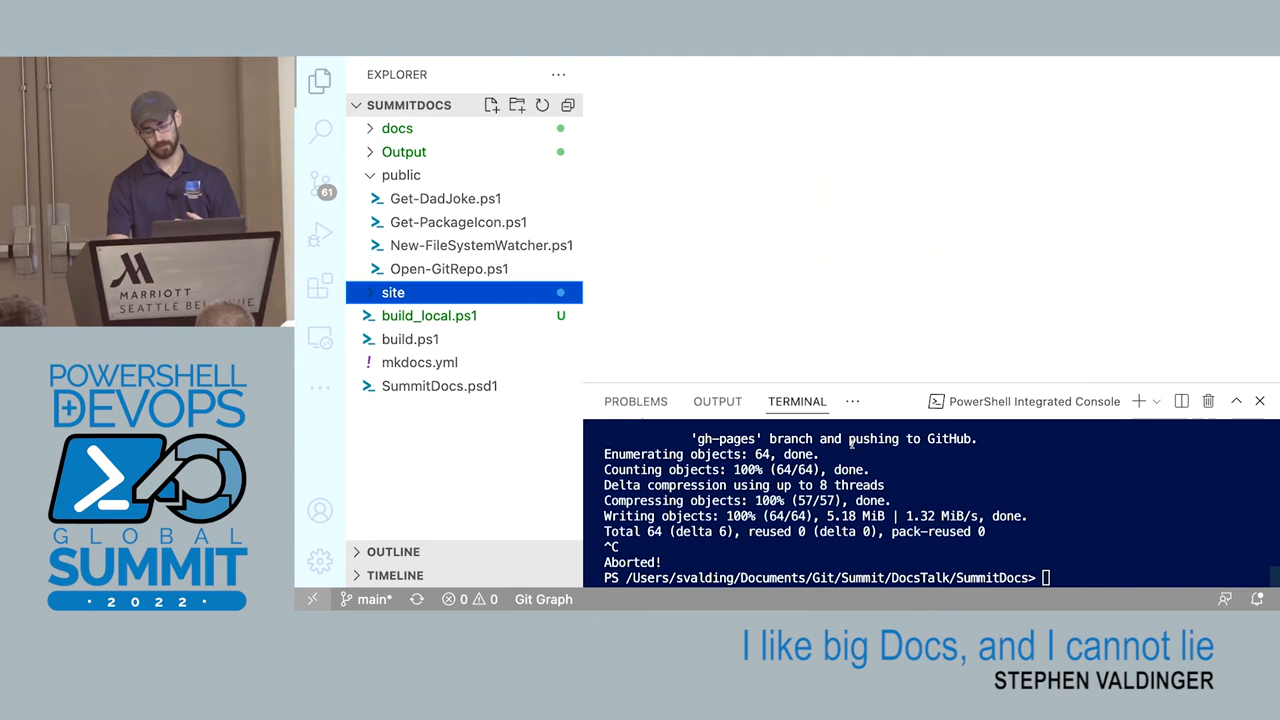 EXPLORER
SUMMITDOCS
docs
Output
public
Get-DadJoke.ps1
Get-PackageIcon.ps1
New-FileSystemWatcher.ps1
Open-GitRepo.ps1
site
build_local.ps1 U
build.ps1
! mkdocs.yml
SummitDocs.psd1
61
OUTLINE
TIMELINE
PROBLEMS OUTPUT TERMINAL ··· PowerShell Integrated Console
'gh-pages' branch and pushing to GitHub.
Enumerating objects: 64, done.
Counting objects: 100% (64/64), done.
Delta compression using up to 8 threads
Compressing objects: 100% (57/57), done.
Writing objects: 100% (64/64), 5.18 MiB | 1.32 MiB/s, done.
Total 64 (delta 6), reused 0 (delta 0), pack-reused 0
^C
Aborted!
PS /Users/svalding/Documents/Git/Summit/DocsTalk/SummitDocs>
main* 0 0 Git Graph
MARRIOTT
SEATTLE BELLEVUE
POWERSHELL
DEVOPS
GLOBAL
SUMMIT
· 2 0 2 2 ·
I like big Docs, and I cannot lie
STEPHEN VALDINGER